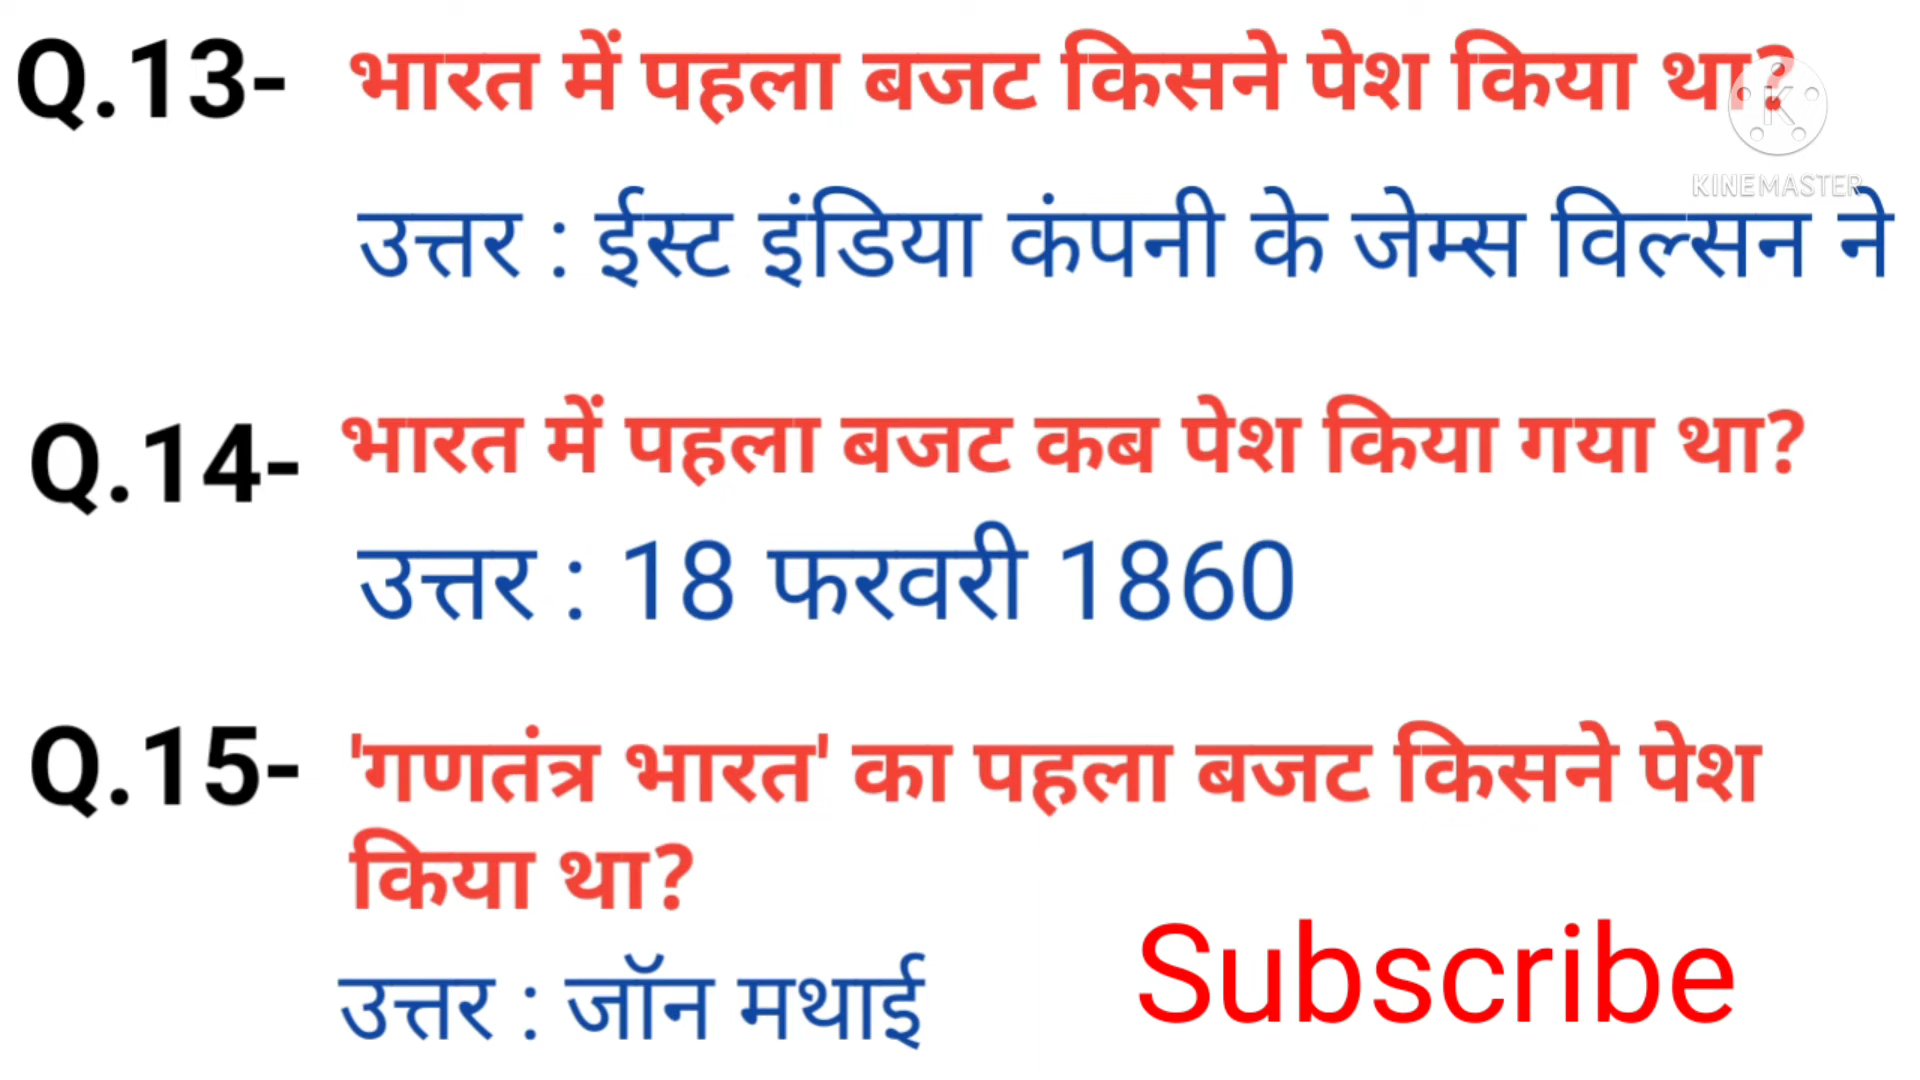 Q.13- भारत में पहला बजट किसने पेश किया था?
KINEMASTER
उत्तर : ईस्ट इंडिया कंपनी के जेम्स विल्सन ने
Q.14- भारत में पहला बजट कब पेश किया गया था?
उत्तर : 18 फरवरी 1860
Q.15- 'गणतंत्र भारत' का पहला बजट किसने पेश
किया था?
उत्तर : जॉन मथाई
Subscribe